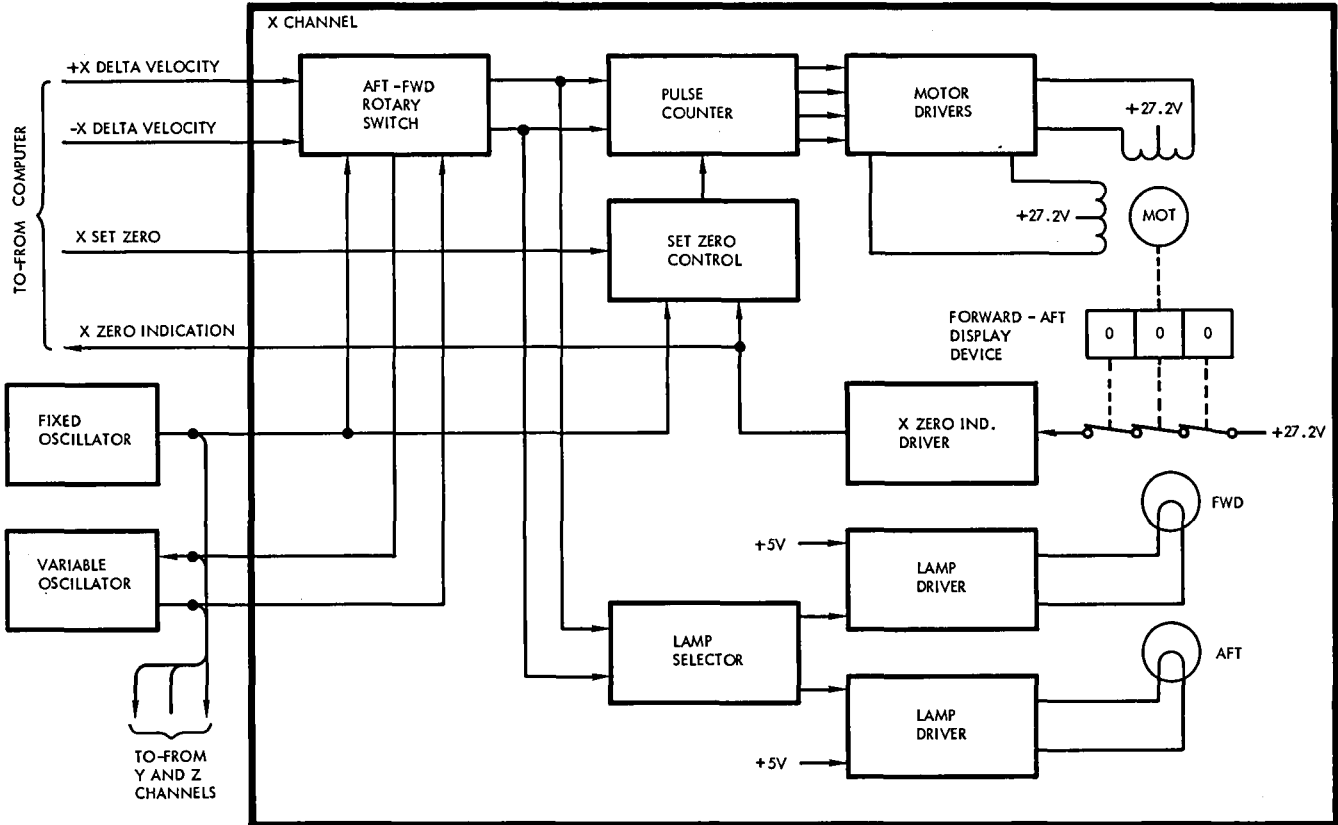 X CHANNEL
+X DELTA VELOCITY
-X DELTA VELOCITY
X SET ZERO
X ZERO INDICATION
TO-FROM COMPUTER
AFT-FWD
ROTARY
SWITCH
PULSE
COUNTER
MOTOR
DRIVERS
+27.2V
+27.2V
MOT
SET ZERO
CONTROL
FORWARD - AFT
DISPLAY
DEVICE
0 0 0
FIXED
OSCILLATOR
X ZERO IND.
DRIVER
+27.2V
VARIABLE
OSCILLATOR
FWD
+5V
LAMP
DRIVER
LAMP
SELECTOR
AFT
LAMP
DRIVER
+5V
TO-FROM
Y AND Z
CHANNELS